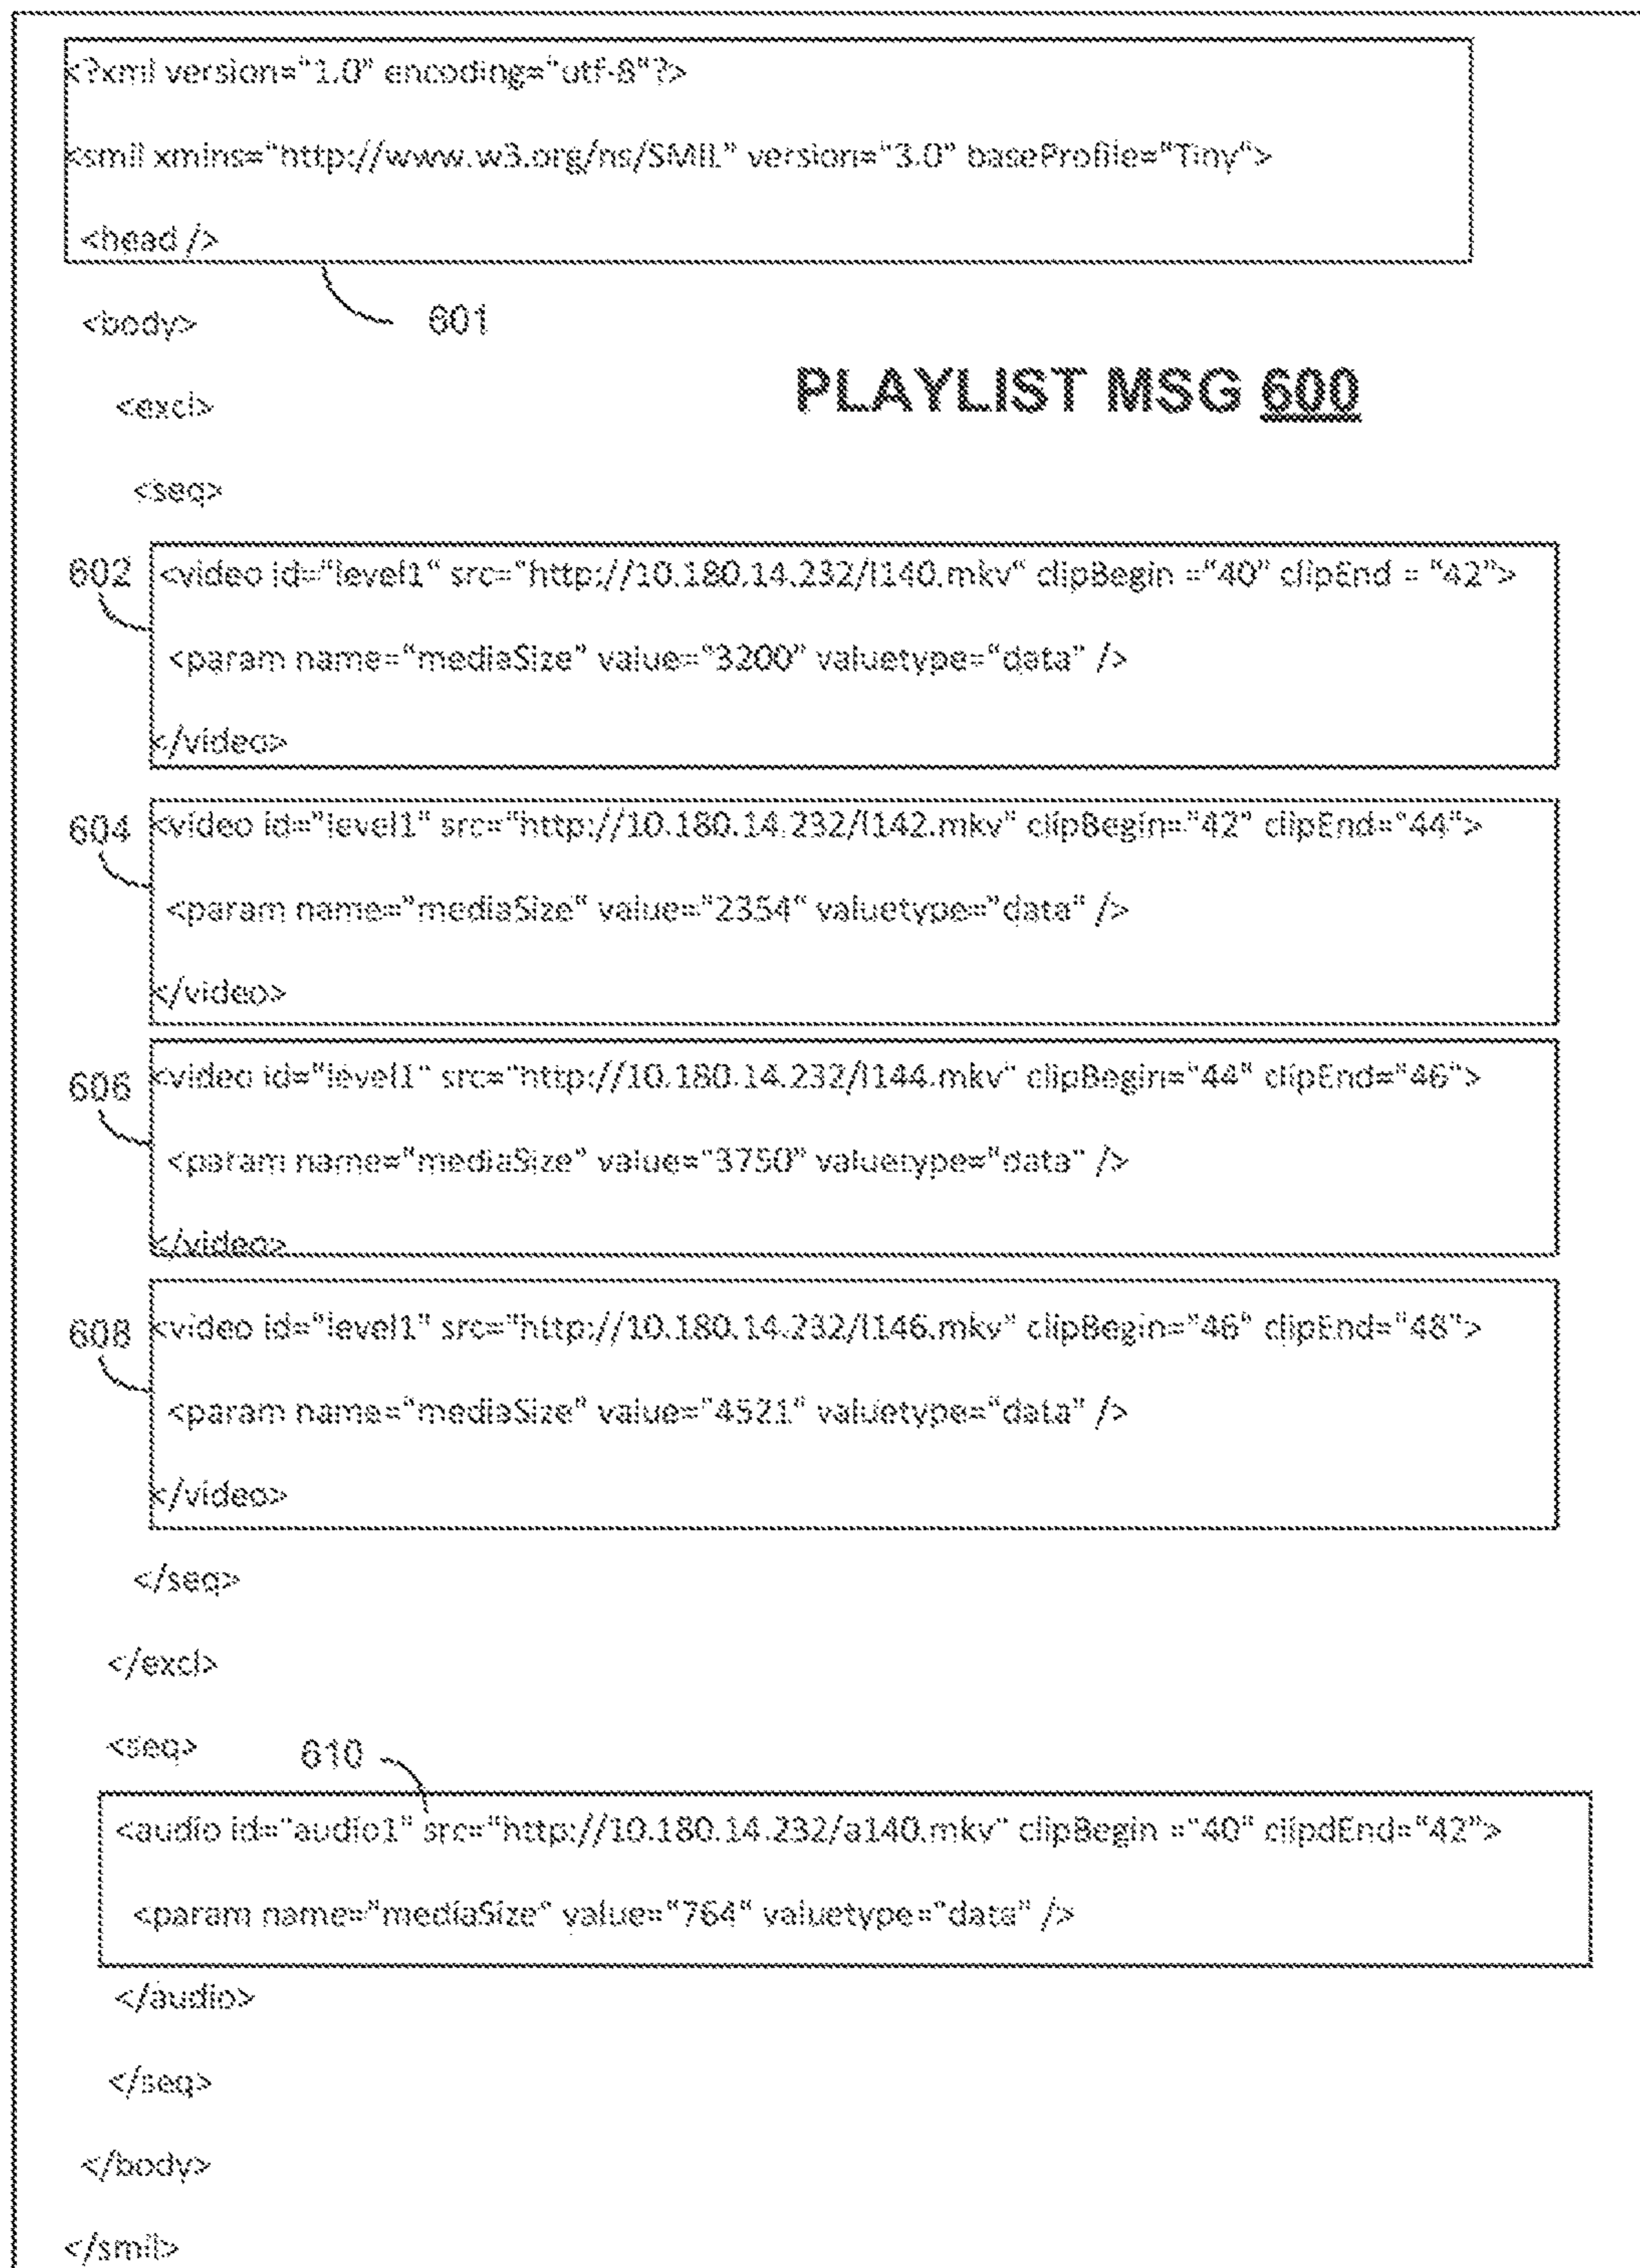 <?xml version="1.0" encoding="utf-8"?>
<smil xmlns="http://www.w3.org/ns/SMIL" version="3.0" baseProfile="Tiny">
<head />
601
<body>
PLAYLIST MSG 600
<excl>
<seq>
602
<video id="level1" src="http://10.180.14.232/l140.mkv" clipBegin ="40" clipEnd = "42">
<param name="mediaSize" value="3200" valuetype="data" />
</video>
604
<video id="level1" src="http://10.180.14.232/l142.mkv" clipBegin="42" clipEnd="44">
<param name="mediaSize" value="2354" valuetype="data" />
</video>
606
<video id="level1" src="http://10.180.14.232/l144.mkv" clipBegin="44" clipEnd="46">
<param name="mediaSize" value="3750" valuetype="data" />
</video>
608
<video id="level1" src="http://10.180.14.232/l146.mkv" clipBegin="46" clipEnd="48">
<param name="mediaSize" value="4521" valuetype="data" />
</video>
</seq>
</excl>
<seq>
610
<audio id="audio1" src="http://10.180.14.232/a140.mkv" clipBegin ="40" clipdEnd="42">
<param name="mediaSize" value="764" valuetype="data" />
</audio>
</seq>
</body>
</smil>